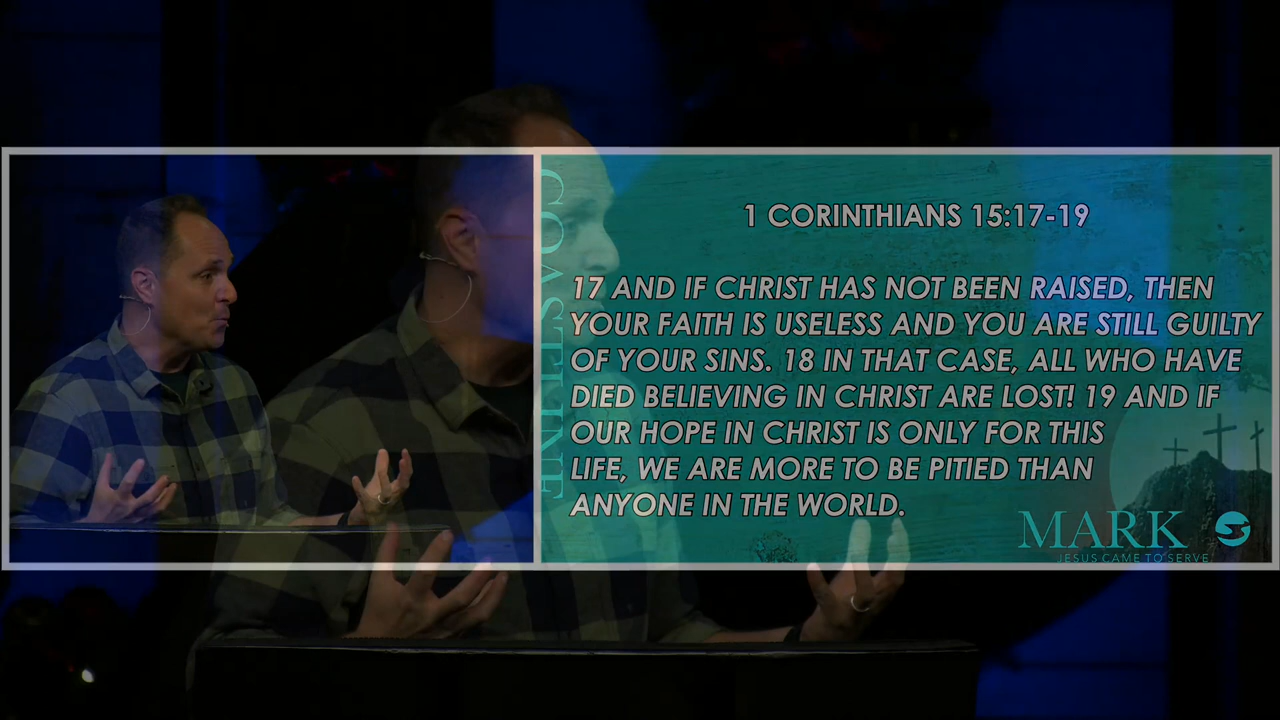 1 CORINTHIANS 15:17-19
17 AND IF CHRIST HAS NOT BEEN RAISED, THEN
YOUR FAITH IS USELESS AND YOU ARE STILL GUILTY
OF YOUR SINS. 18 IN THAT CASE, ALL WHO HAVE
DIED BELIEVING IN CHRIST ARE LOST! 19 AND IF
OUR HOPE IN CHRIST IS ONLY FOR THIS
LIFE, WE ARE MORE TO BE PITIED THAN
ANYONE IN THE WORLD.
COASTLINE
MARK
JESUS CAME TO SERVE